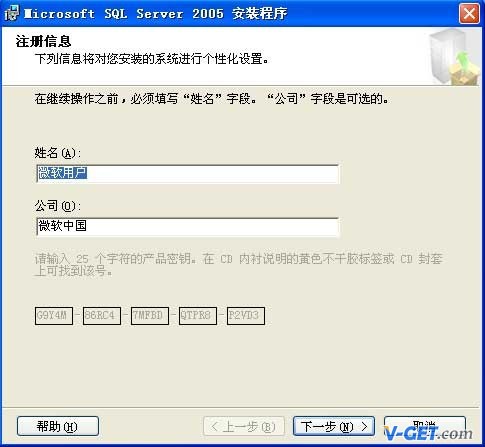 Microsoft SQL Server 2005 安装程序
注册信息
下列信息将对您安装的系统进行个性化设置。
在继续操作之前，必须填写“姓名”字段。“公司”字段是可选的。
姓名(A):
微软用户
公司(O):
微软中国
请输入 25 个字符的产品密钥。在 CD 内衬说明的黄色不干胶标签或 CD 封套
上可找到该号。
G9Y4M-86RC4-7MFBD-QTPR8-P2VD3
帮助(H) < 上一步(B) 下一步(N) > 取消
V-GET.com